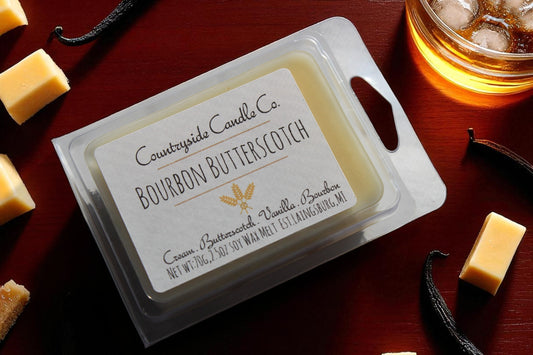 Countryside Candle Co.
BOURBON BUTTERSCOTCH
Cream . Butterscotch . Vanilla . Bourbon
NET WT:70g,2.5oz SOY WAX MELT EST.LAINGSBURG,MI